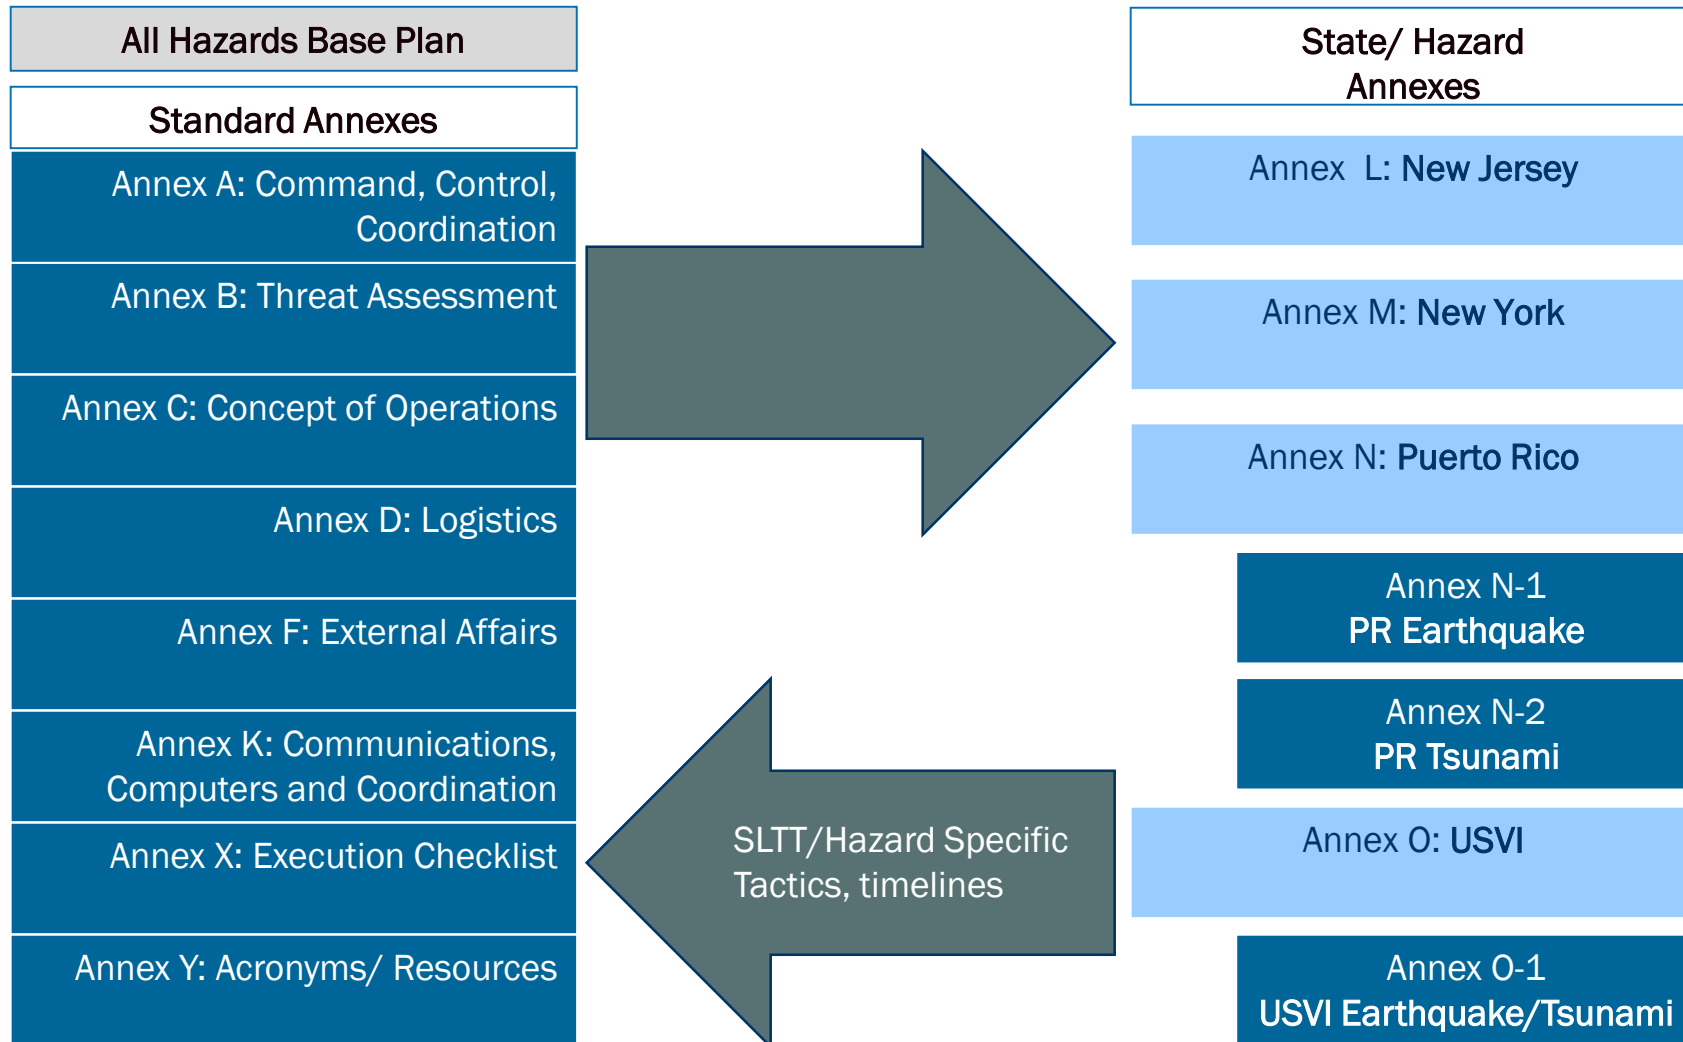 All Hazards Base Plan
Standard Annexes
Annex A: Command, Control,
Coordination
Annex B: Threat Assessment
Annex C: Concept of Operations
Annex D: Logistics
Annex F: External Affairs
Annex K: Communications,
Computers and Coordination
Annex X: Execution Checklist
Annex Y: Acronyms/ Resources
SLTT/Hazard Specific
Tactics, timelines
State/ Hazard
Annexes
Annex  L: New Jersey
Annex M: New York
Annex N: Puerto Rico
Annex N-1
PR Earthquake
Annex N-2
PR Tsunami
Annex O: USVI
Annex O-1
USVI Earthquake/Tsunami